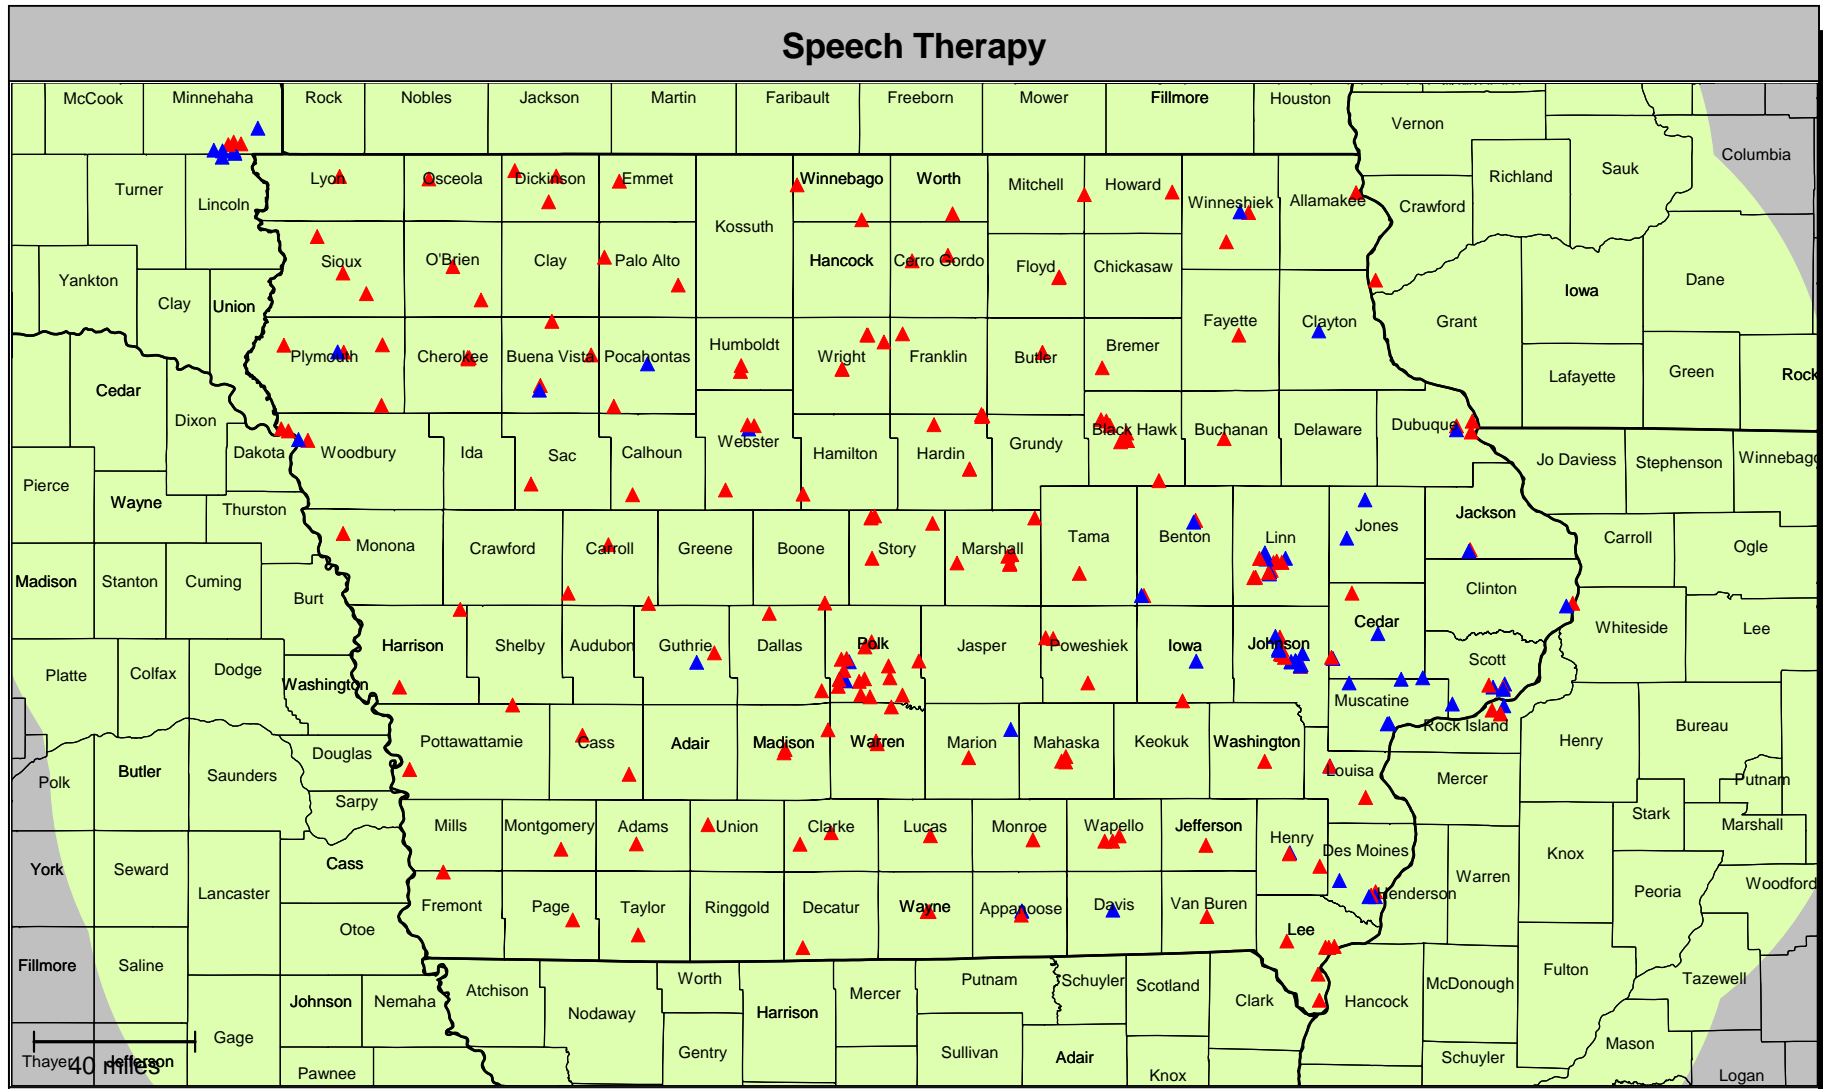 Speech Therapy
McCook Minnehaha Rock Nobles Jackson Martin Faribault Freeborn Mower Fillmore Houston
Vernon
Columbia
Sauk
Richland
Turner Lincoln Lyon Osceola Dickinson Emmet Winnebago Worth Mitchell Howard Winneshiek Allamakee Crawford
Kossuth
Yankton Clay Union Sioux O'Brien Clay Palo Alto Hancock Cerro Gordo Floyd Chickasaw Iowa Dane
Fayette Clayton Grant
Cedar Dixon Plymouth Cherokee Buena Vista Pocahontas Humboldt Wright Franklin Butler Bremer Lafayette Green Rock
Dakota Woodbury Ida Sac Calhoun Webster Hamilton Hardin Grundy Black Hawk Buchanan Delaware Dubuque
Jo Daviess Stephenson Winnebago
Pierce Wayne Thurston
Monona Crawford Carroll Greene Boone Story Marshall Tama Benton Linn Jones Jackson Carroll Ogle
Madison Stanton Cuming Burt Clinton
Harrison Shelby Audubon Guthrie Dallas Polk Jasper Poweshiek Iowa Johnson Cedar Whiteside Lee
Scott
Platte Colfax Dodge Washington Muscatine Rock Island Henry Bureau
Pottawattamie Cass Adair Madison Warren Marion Mahaska Keokuk Washington
Douglas
Polk Butler Saunders Louisa Mercer Putnam
Sarpy
Stark Marshall
Mills Montgomery Adams Union Clarke Lucas Monroe Wapello Jefferson Henry Des Moines Knox
York Seward Cass Lancaster Warren Peoria Woodford
Henderson
Fremont Page Taylor Ringgold Decatur Wayne Appanoose Davis Van Buren Lee
Otoe
Fillmore Saline Fulton Tazewell
Johnson Nemaha Atchison Nodaway Worth Harrison Mercer Putnam Schuyler Scotland Clark Hancock McDonough
Gage Gentry Sullivan Adair Schuyler Mason
Thayer Jefferson
40 miles
Pawnee Knox Logan